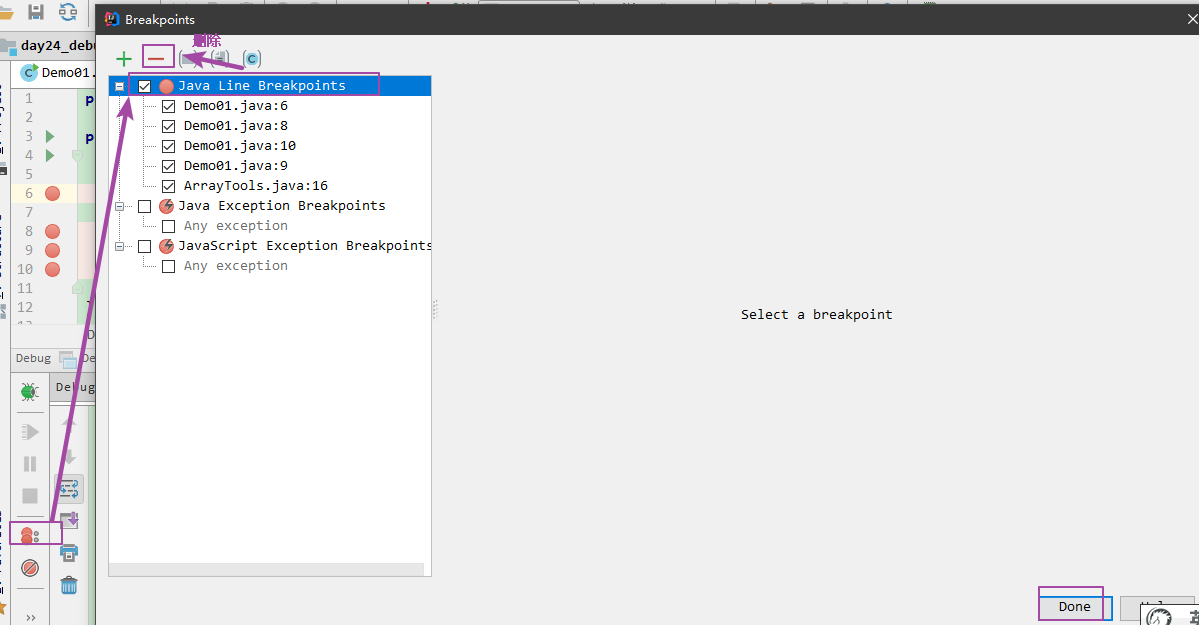 Breakpoints
day24_deb
删除
Demo01.
Java Line Breakpoints
Demo01.java:6
Demo01.java:8
Demo01.java:10
Demo01.java:9
ArrayTools.java:16
Java Exception Breakpoints
Any exception
JavaScript Exception Breakpoints
Any exception
1
2
3
4
5
6
7
8
9
10
11
12
p
p
Select a breakpoint
Debug
De
Debug
Done